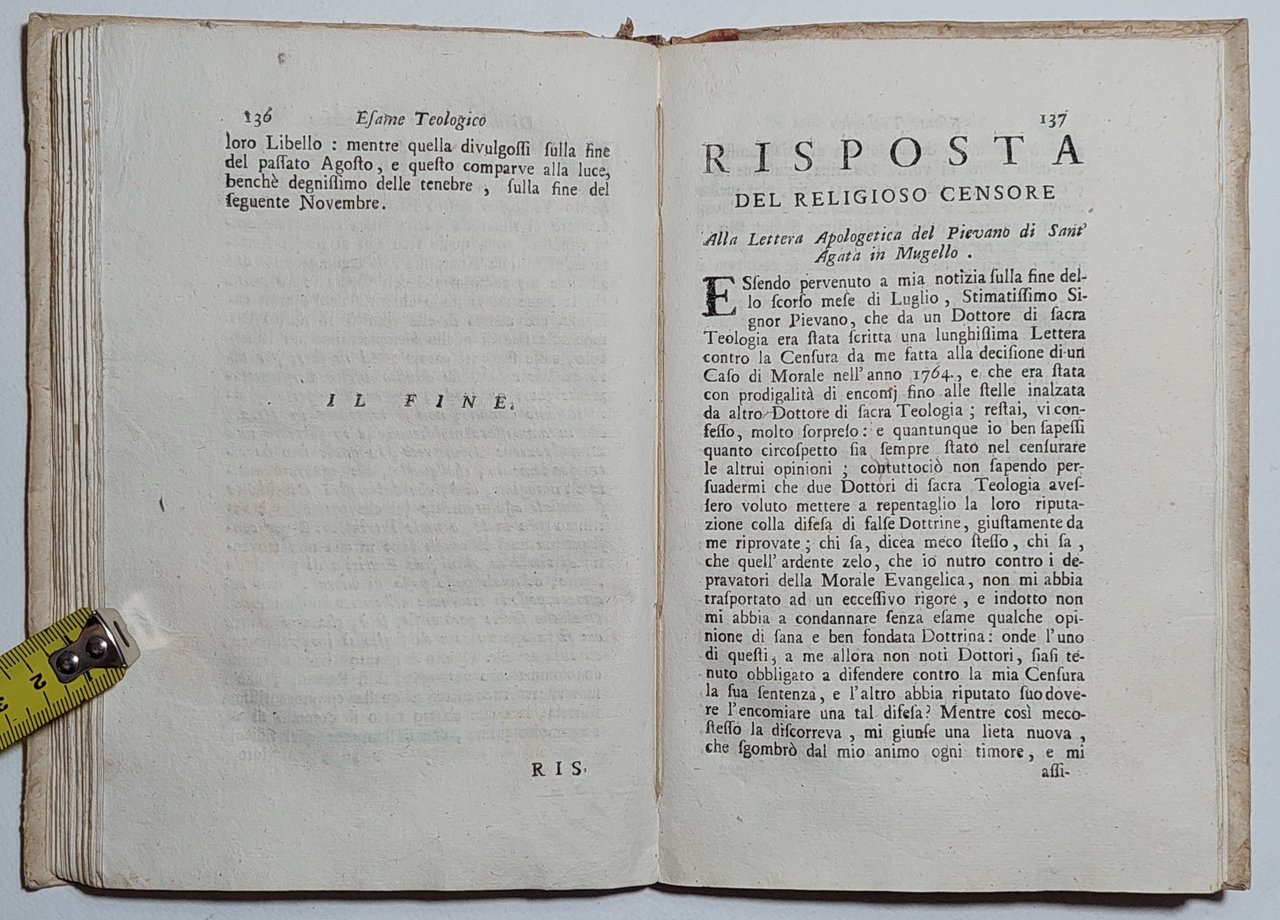 136 Eſame Teologico
loro Libello : mentre quella divulgoſſi ſulla fine
del paſſato Agoſto, e queſto comparve alla luce,
benchè degniſſimo delle tenebre , ſulla fine del
ſeguente Novembre.
IL FINE.
RIS.
137
RISPOSTA
DEL RELIGIOSO CENSORE
Alla Lettera Apologetica del Pievano di Sant'
Agata in Mugello .
ESſendo pervenuto a mia notizia ſulla fine del-
lo ſcorſo meſe di Luglio , Stimatiſſimo Si-
gnor Pievano, che da un Dottore di ſacra
Teologia era ſtata ſcritta una lunghiſſima Lettera
contro la Cenſura da me fatta alla deciſione di un
Caſo di Morale nell' anno 1764., e che era ſtata
con prodigalità di enconij fino alle ſtelle inalzata
da altro Dottore di ſacra Teologia ; reſtai, vi con-
feſſo, molto ſorpreſo : e quantunque io ben ſapeſſi
quanto circoſpetto ſia ſempre ſtato nel cenſurare
le altrui opinioni ; contuttociò non ſapendo per-
ſuadermi che due Dottori di ſacra Teologia aveſ-
ſero voluto mettere a repentaglio la loro riputa-
zione colla difeſa di falſe Dottrine, giuſtamente da
me riprovate ; chi ſa, dicea meco ſteſſo, chi ſa ,
che quell' ardente zelo, che io nutro contro i de-
pravatori della Morale Evangelica, non mi abbia
traſportato ad un ecceſſivo rigore , e indotto non
mi abbia a condannare ſenza eſame qualche opi-
nione di ſana e ben fondata Dottrina : onde l'uno
di queſti, a me allora non noti Dottori, ſiaſi te-
nuto obbligato a difendere contro la mia Cenſura
la ſua ſentenza, e l'altro abbia riputato ſuo dove-
re l'encomiare una tal difeſa? Mentre così meco-
ſteſſo la diſcorreva , mi giunſe una lieta nuova ,
che ſgombrò dal mio animo ogni timore, e mi
aſſi-
2
3